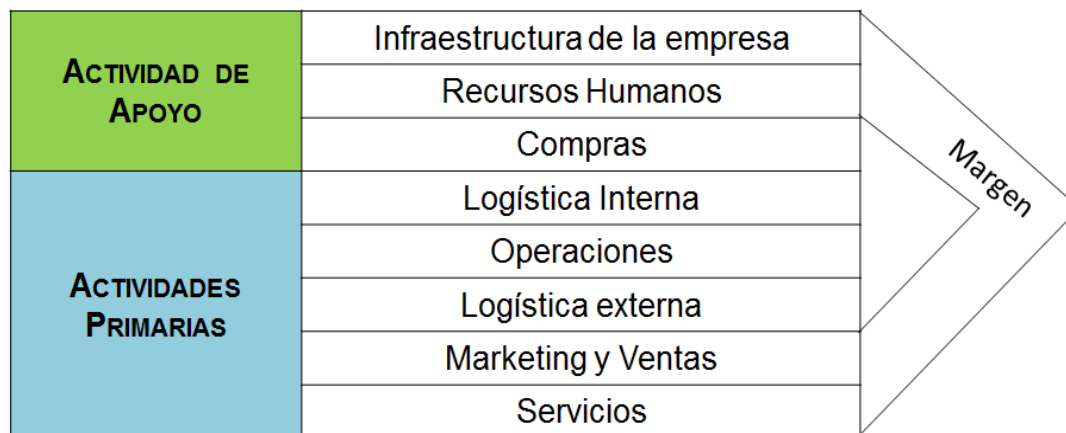 ACTIVIDAD DE
APOYO
Infraestructura de la empresa
Recursos Humanos
Compras
ACTIVIDADES
PRIMARIAS
Logística Interna
Operaciones
Logística externa
Marketing y Ventas
Servicios
Margen